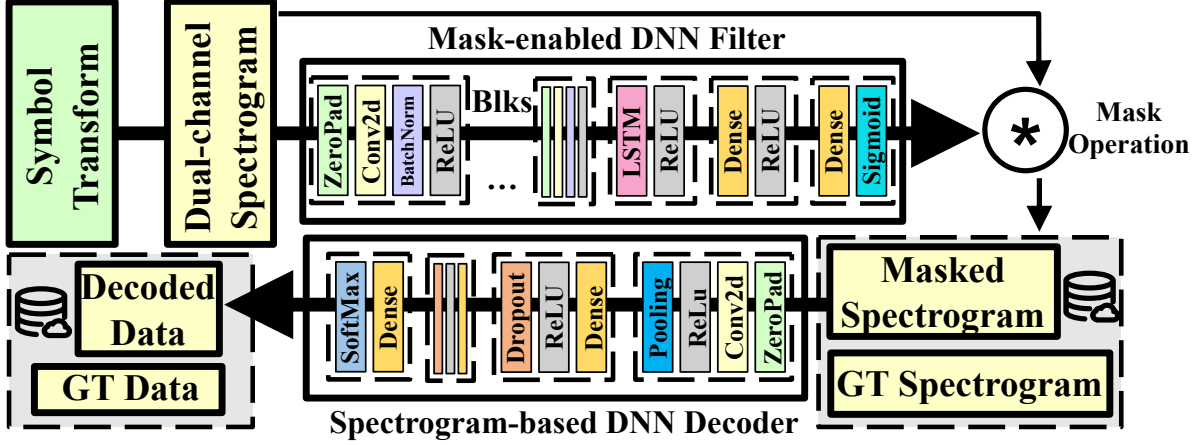 Symbol
Transform
Dual-channel
Spectrogram
Mask-enabled DNN Filter
ZeroPad
Conv2d
BatchNorm
ReLU
Blks
...
LSTM
ReLU
Dense
ReLU
Dense
Sigmoid
*
Mask
Operation
Decoded
Data
GT Data
SoftMax
Dense
Dropout
ReLU
Dense
Pooling
ReLu
Conv2d
ZeroPad
Masked
Spectrogram
GT Spectrogram
Spectrogram-based DNN Decoder